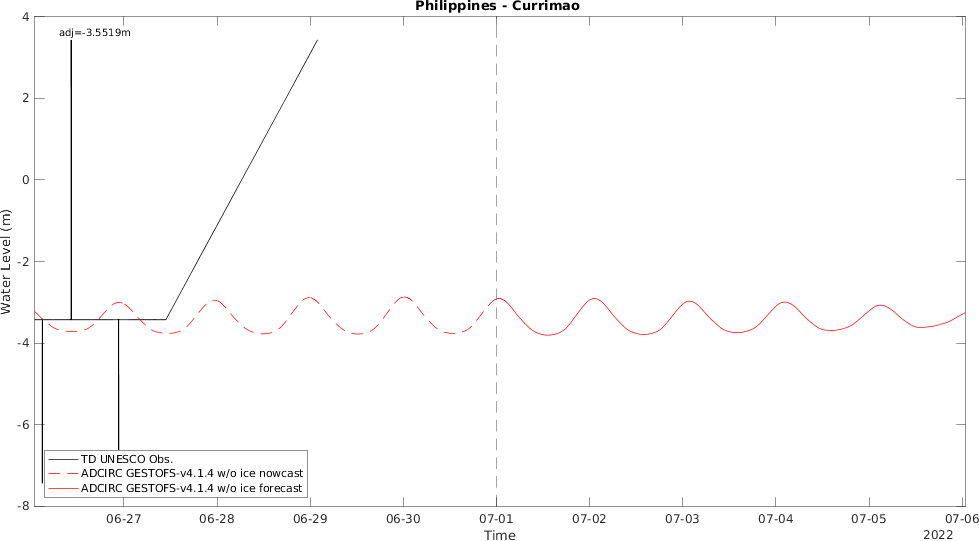 Philippines - Currimao
adj=-3.5519m
Water Level (m)
4
2
0
-2
-4
-6
-8
TD UNESCO Obs.
ADCIRC GESTOFS-v4.1.4 w/o ice nowcast
ADCIRC GESTOFS-v4.1.4 w/o ice forecast
06-27 06-28 06-29 06-30 07-01 07-02 07-03 07-04 07-05 07-06
Time
2022